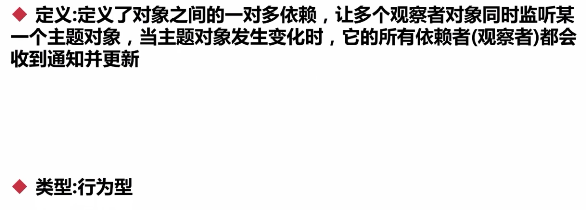 定义:定义了对象之间的一对多依赖，让多个观察者对象同时监听某
一个主题对象，当主题对象发生变化时，它的所有依赖者(观察者)都会
收到通知并更新
类型:行为型